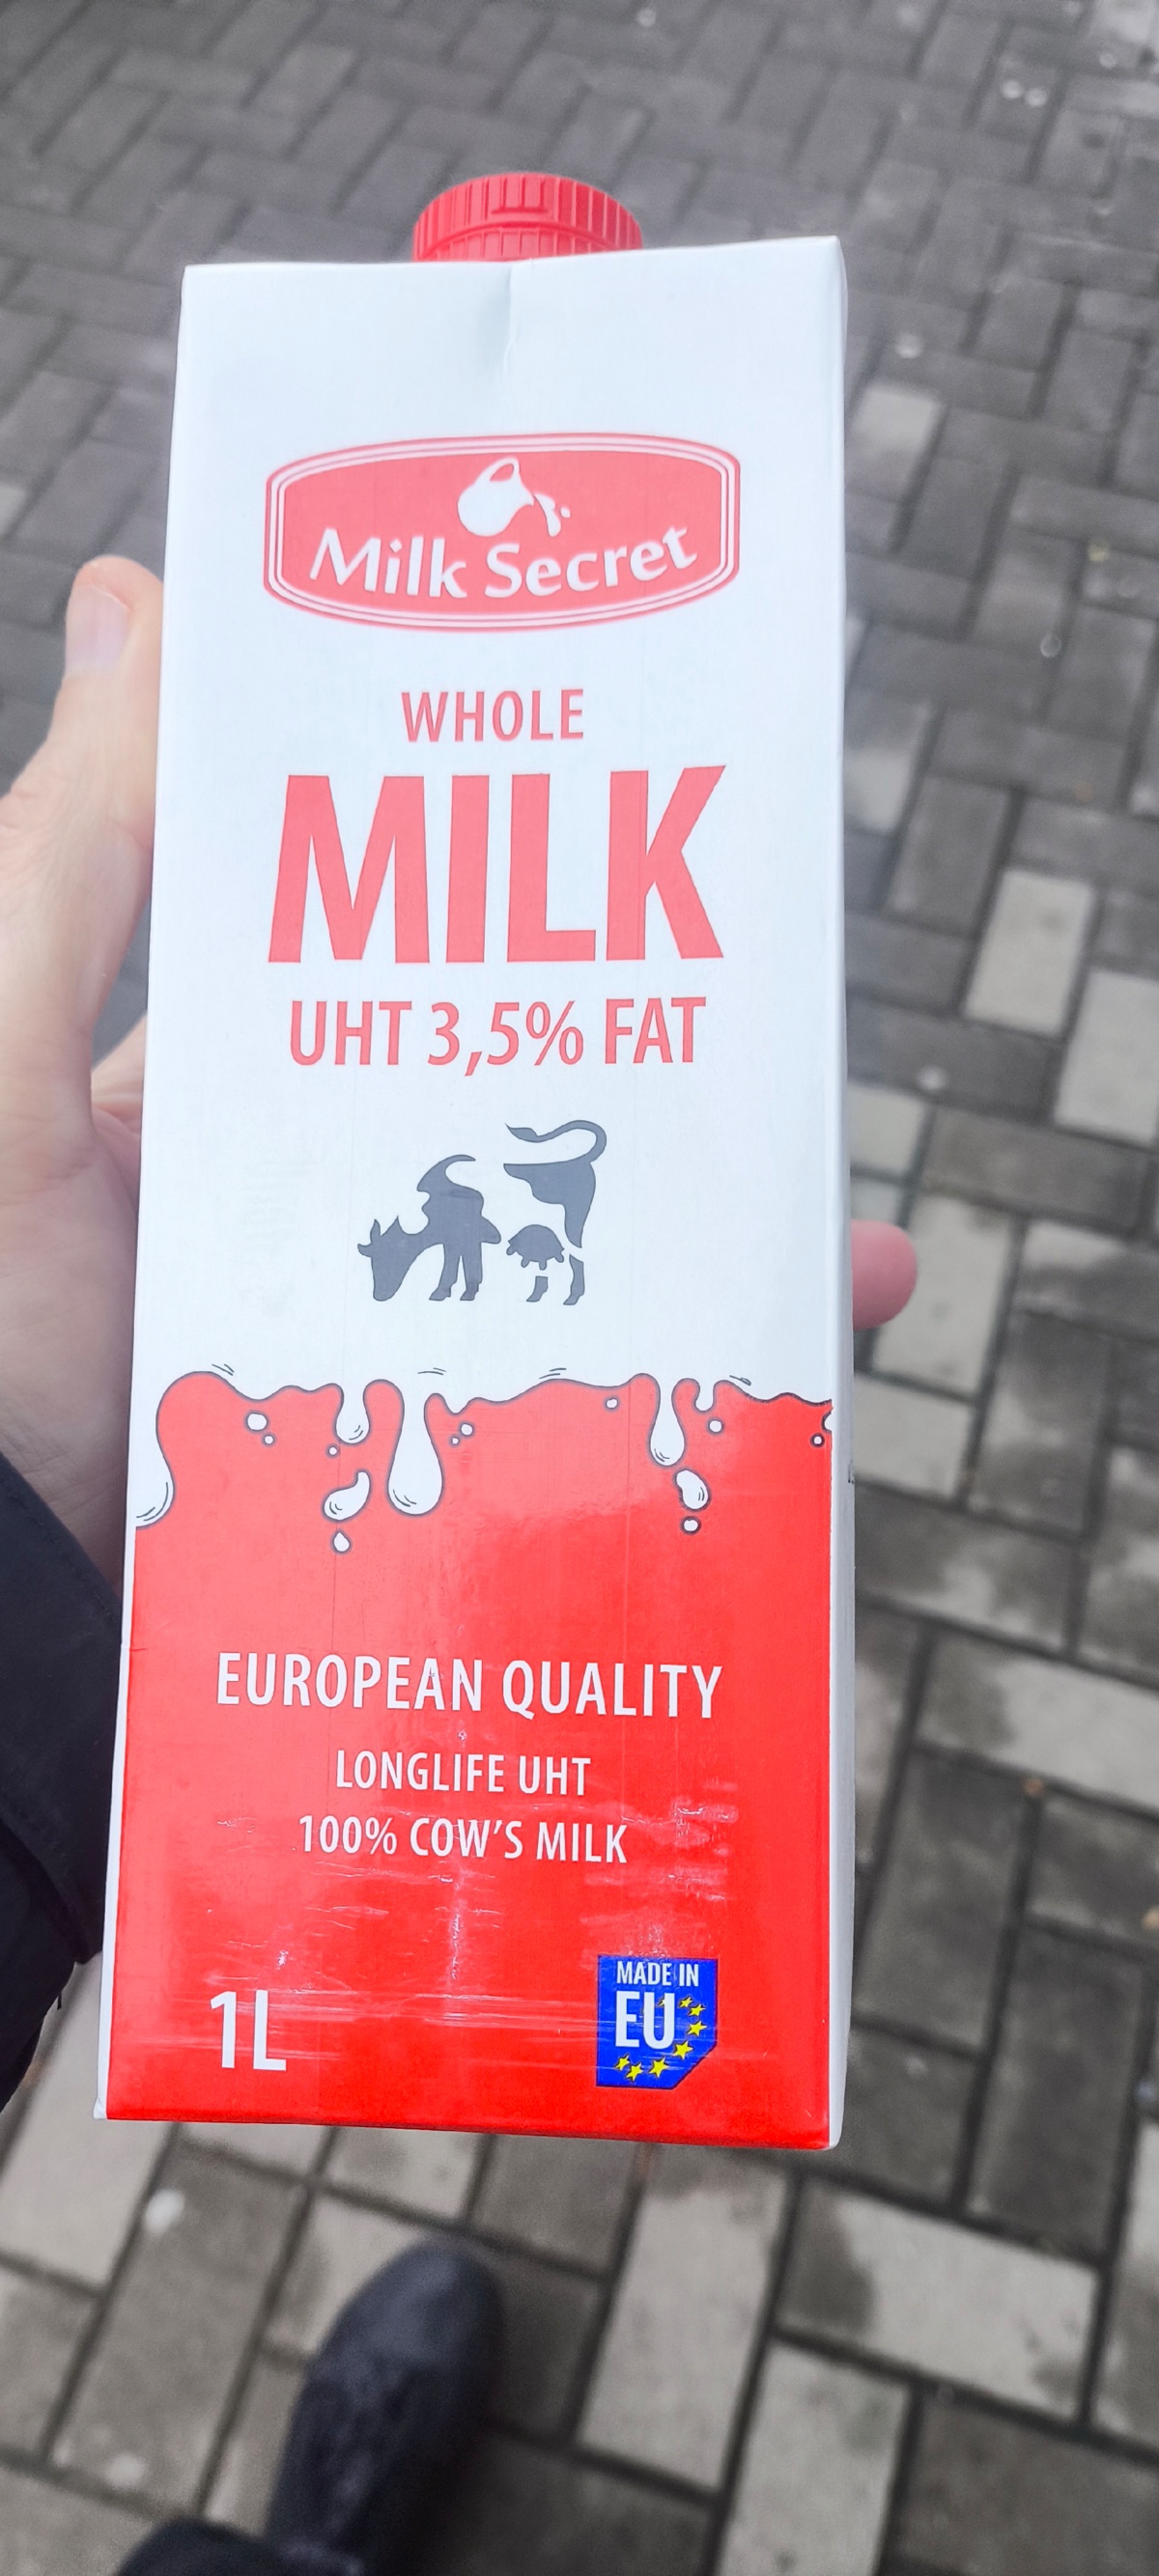 Milk Secret
WHOLE
MILK
UHT 3,5% FAT
EUROPEAN QUALITY
LONGLIFE UHT
100% COW'S MILK
1L
MADE IN
EU